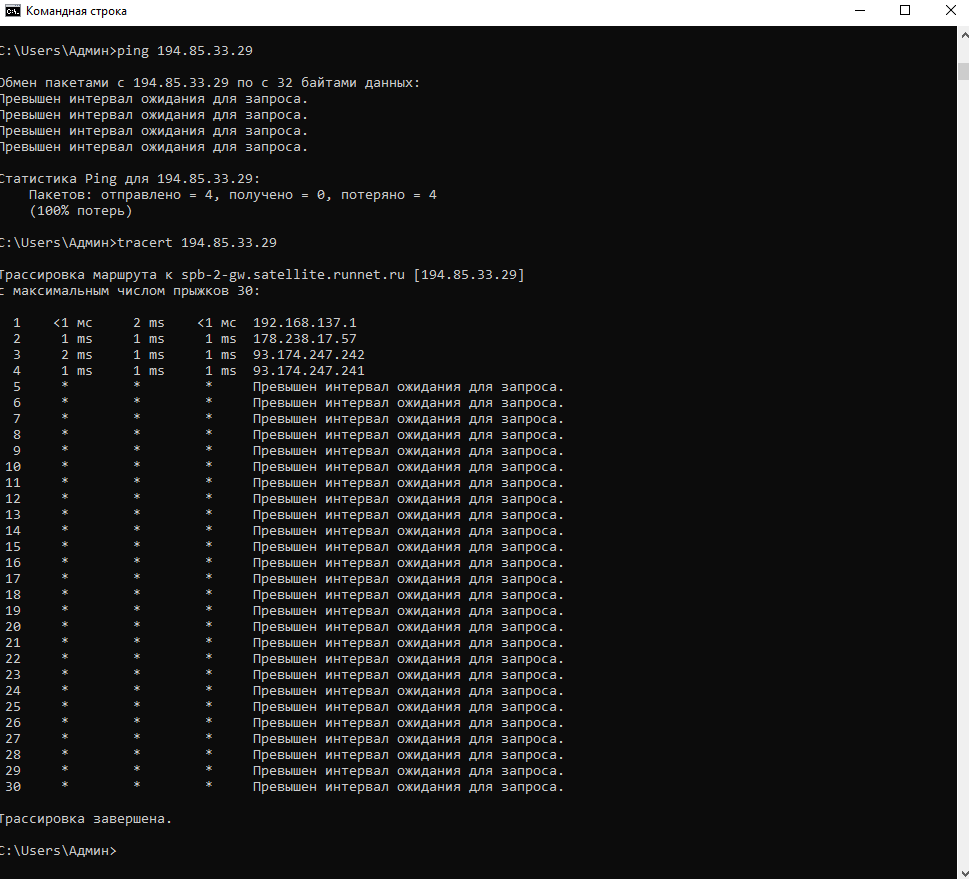 Командная строка
C:\Users\Админ>ping 194.85.33.29
Обмен пакетами с 194.85.33.29 по с 32 байтами данных:
Превышен интервал ожидания для запроса.
Превышен интервал ожидания для запроса.
Превышен интервал ожидания для запроса.
Превышен интервал ожидания для запроса.
Статистика Ping для 194.85.33.29:
Пакетов: отправлено = 4, получено = 0, потеряно = 4
(100% потерь)
C:\Users\Админ>tracert 194.85.33.29
Трассировка маршрута к spb-2-gw.satellite.runnet.ru [194.85.33.29]
с максимальным числом прыжков 30:
1 <1 мс 2 ms <1 мс 192.168.137.1
2 1 ms 1 ms 1 ms 178.238.17.57
3 2 ms 1 ms 1 ms 93.174.247.242
4 1 ms 1 ms 1 ms 93.174.247.241
5 * * * Превышен интервал ожидания для запроса.
6 * * * Превышен интервал ожидания для запроса.
7 * * * Превышен интервал ожидания для запроса.
8 * * * Превышен интервал ожидания для запроса.
9 * * * Превышен интервал ожидания для запроса.
10 * * * Превышен интервал ожидания для запроса.
11 * * * Превышен интервал ожидания для запроса.
12 * * * Превышен интервал ожидания для запроса.
13 * * * Превышен интервал ожидания для запроса.
14 * * * Превышен интервал ожидания для запроса.
15 * * * Превышен интервал ожидания для запроса.
16 * * * Превышен интервал ожидания для запроса.
17 * * * Превышен интервал ожидания для запроса.
18 * * * Превышен интервал ожидания для запроса.
19 * * * Превышен интервал ожидания для запроса.
20 * * * Превышен интервал ожидания для запроса.
21 * * * Превышен интервал ожидания для запроса.
22 * * * Превышен интервал ожидания для запроса.
23 * * * Превышен интервал ожидания для запроса.
24 * * * Превышен интервал ожидания для запроса.
25 * * * Превышен интервал ожидания для запроса.
26 * * * Превышен интервал ожидания для запроса.
27 * * * Превышен интервал ожидания для запроса.
28 * * * Превышен интервал ожидания для запроса.
29 * * * Превышен интервал ожидания для запроса.
30 * * * Превышен интервал ожидания для запроса.
Трассировка завершена.
C:\Users\Админ>